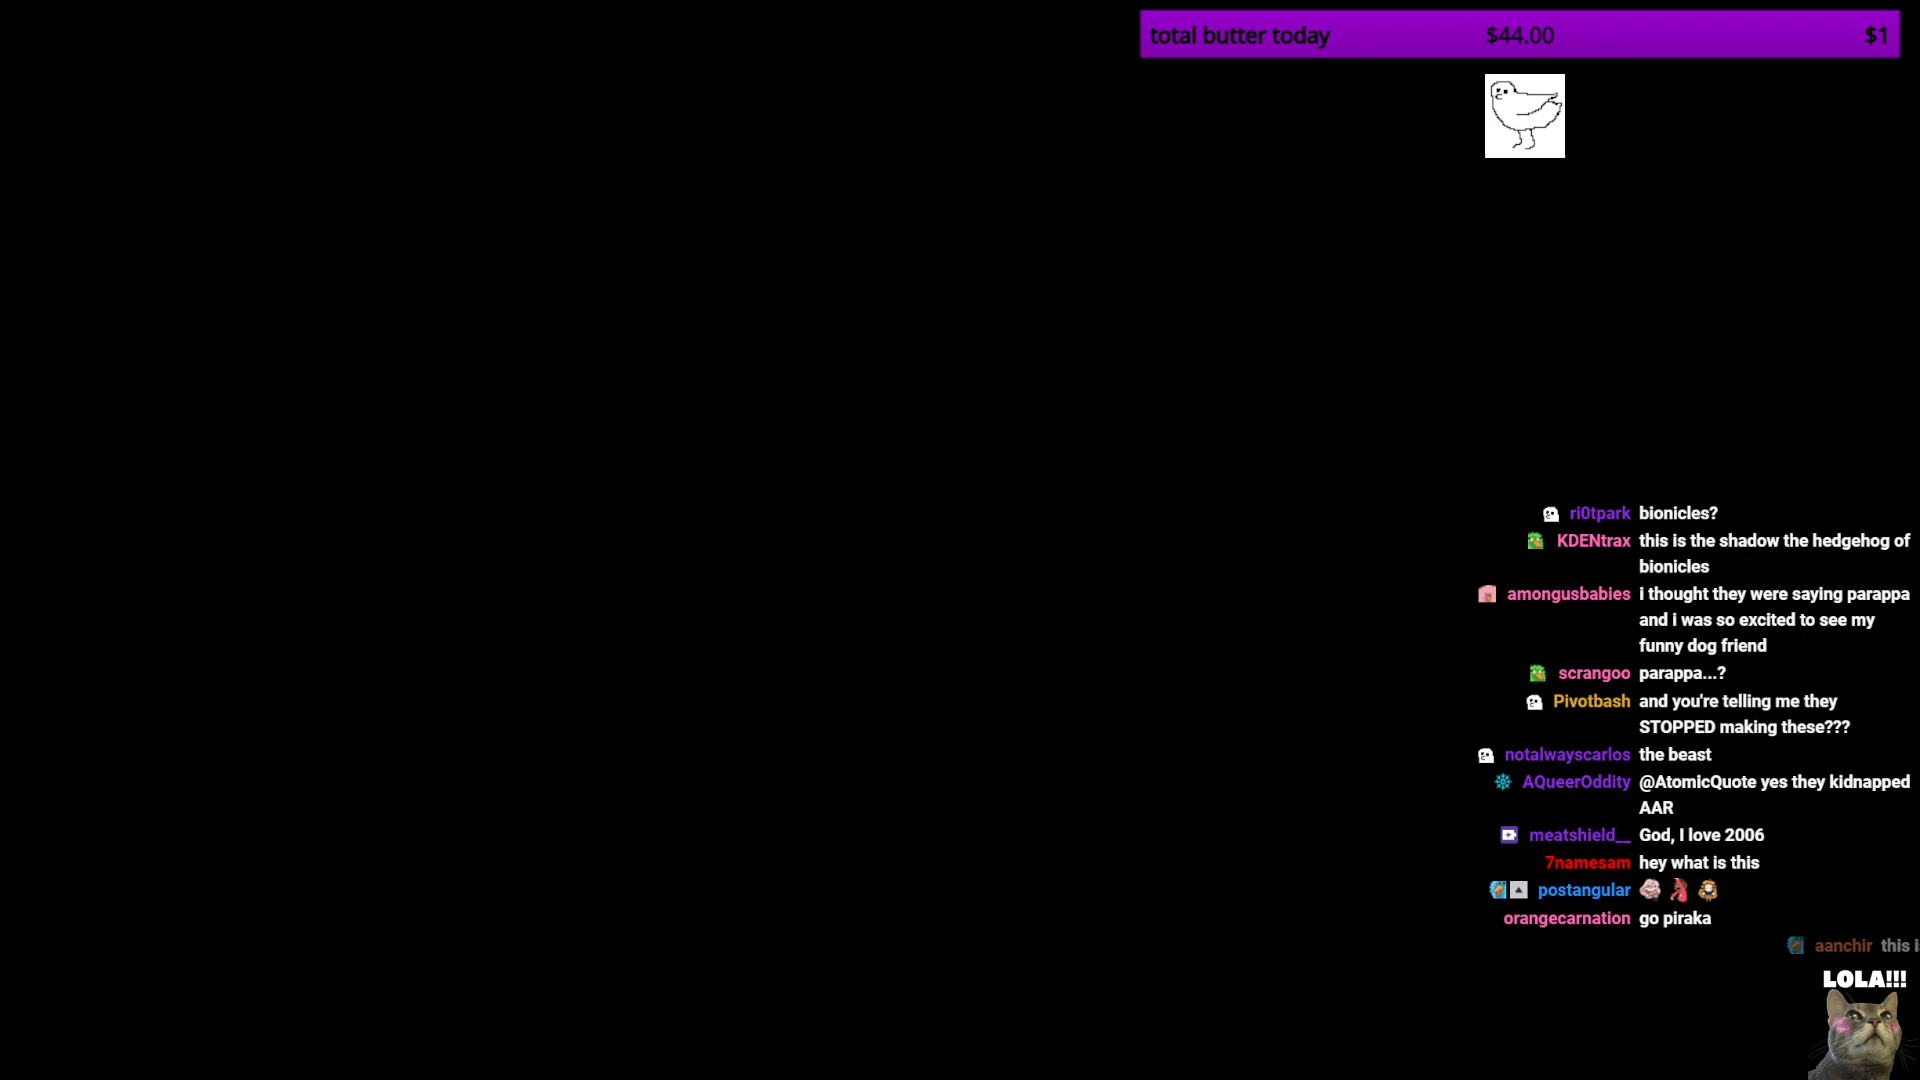 total butter today $44.00 $1
ri0tpark bionicles?
KDENtrax this is the shadow the hedgehog of
bionicles
amongusbabies i thought they were saying parappa
and i was so excited to see my
funny dog friend
scrangoo parappa...?
Pivotbash and you're telling me they
STOPPED making these???
notalwayscarlos the beast
AQueerOddity @AtomicQuote yes they kidnapped
AAR
meatshield__ God, I love 2006
7namesam hey what is this
postangular
orangecarnation go piraka
aanchir this
LOLA!!!